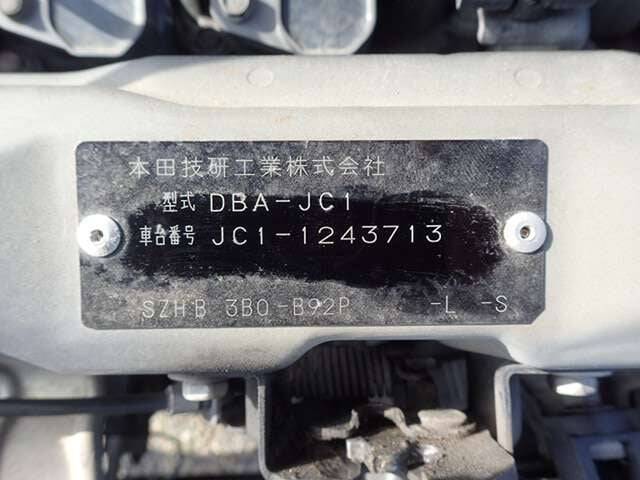 本田技研工業株式会社
型式 DBA-JC1
車台番号 JC1-1243713
SZH B 3B0-B92P -L -S